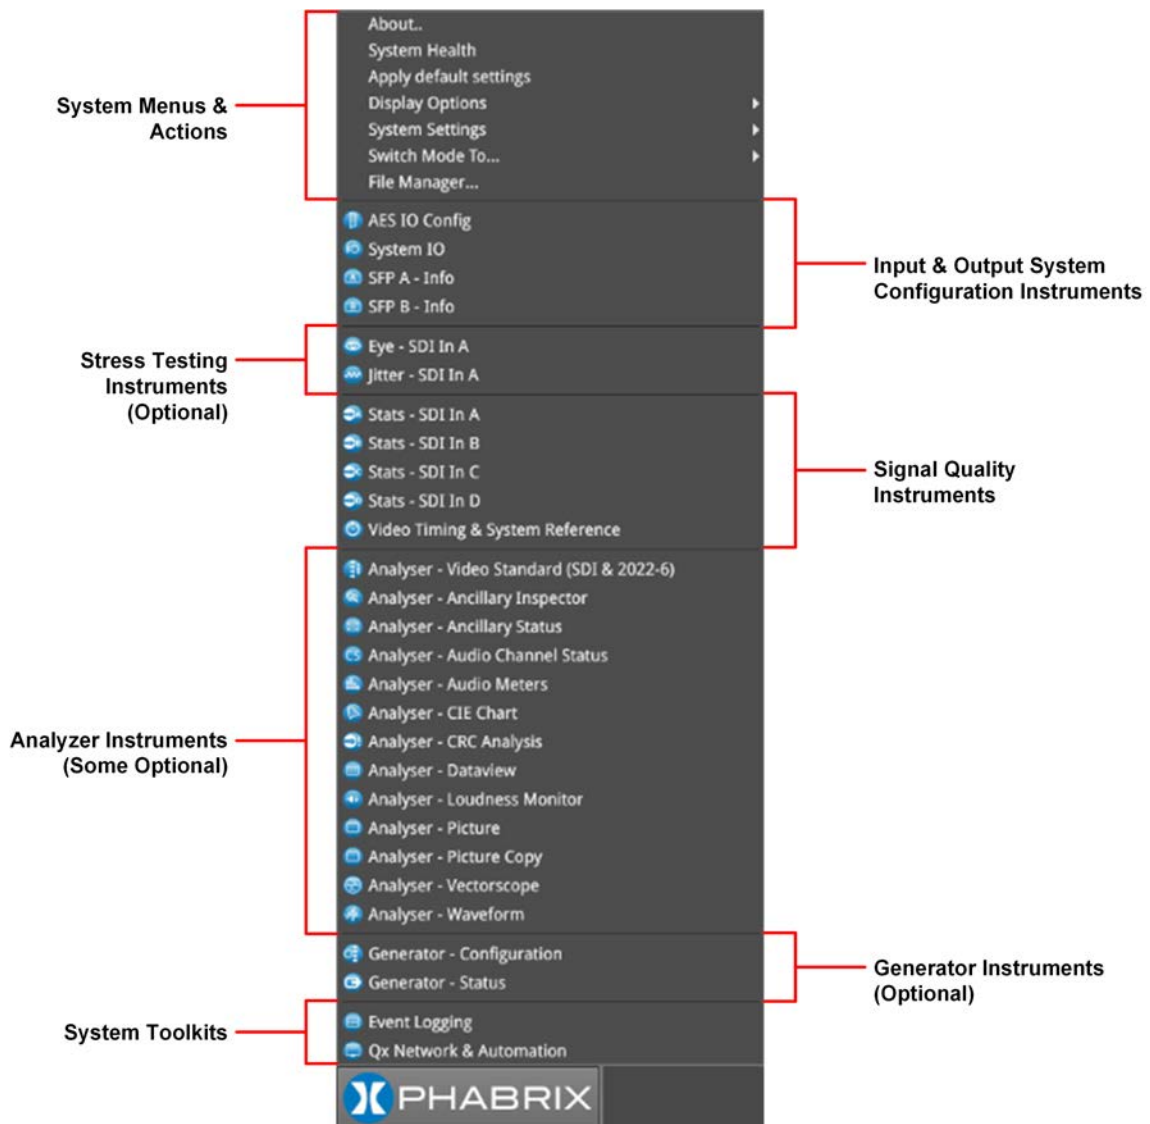 System Menus &
Actions
About..
System Health
Apply default settings
Display Options
System Settings
Switch Mode To...
File Manager...
AES IO Config
System IO
SFP A - Info
SFP B - Info
Input & Output System
Configuration Instruments
Stress Testing
Instruments
(Optional)
Eye - SDI In A
Jitter - SDI In A
Stats - SDI In A
Stats - SDI In B
Stats - SDI In C
Stats - SDI In D
Video Timing & System Reference
Signal Quality
Instruments
Analyzer Instruments
(Some Optional)
Analyser - Video Standard (SDI & 2022-6)
Analyser - Ancillary Inspector
Analyser - Ancillary Status
Analyser - Audio Channel Status
Analyser - Audio Meters
Analyser - CIE Chart
Analyser - CRC Analysis
Analyser - Dataview
Analyser - Loudness Monitor
Analyser - Picture
Analyser - Picture Copy
Analyser - Vectorscope
Analyser - Waveform
Generator - Configuration
Generator - Status
Generator Instruments
(Optional)
System Toolkits
Event Logging
Qx Network & Automation
PHABRIX